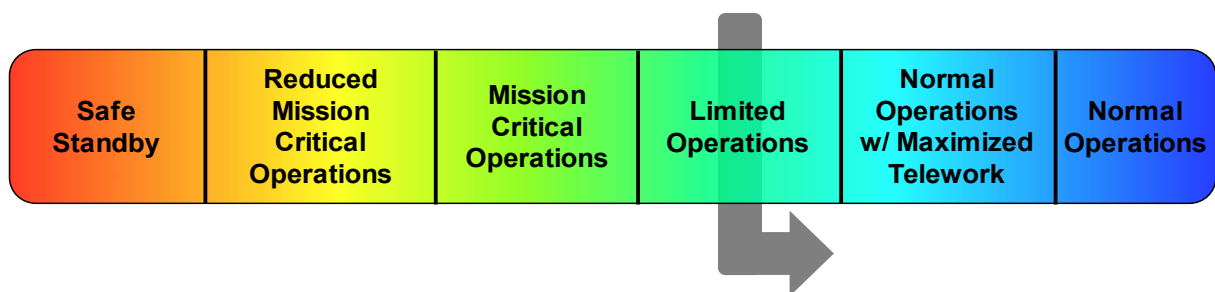 Safe
Standby
Reduced
Mission
Critical
Operations
Mission
Critical
Operations
Limited
Operations
Normal
Operations
w/ Maximized
Telework
Normal
Operations